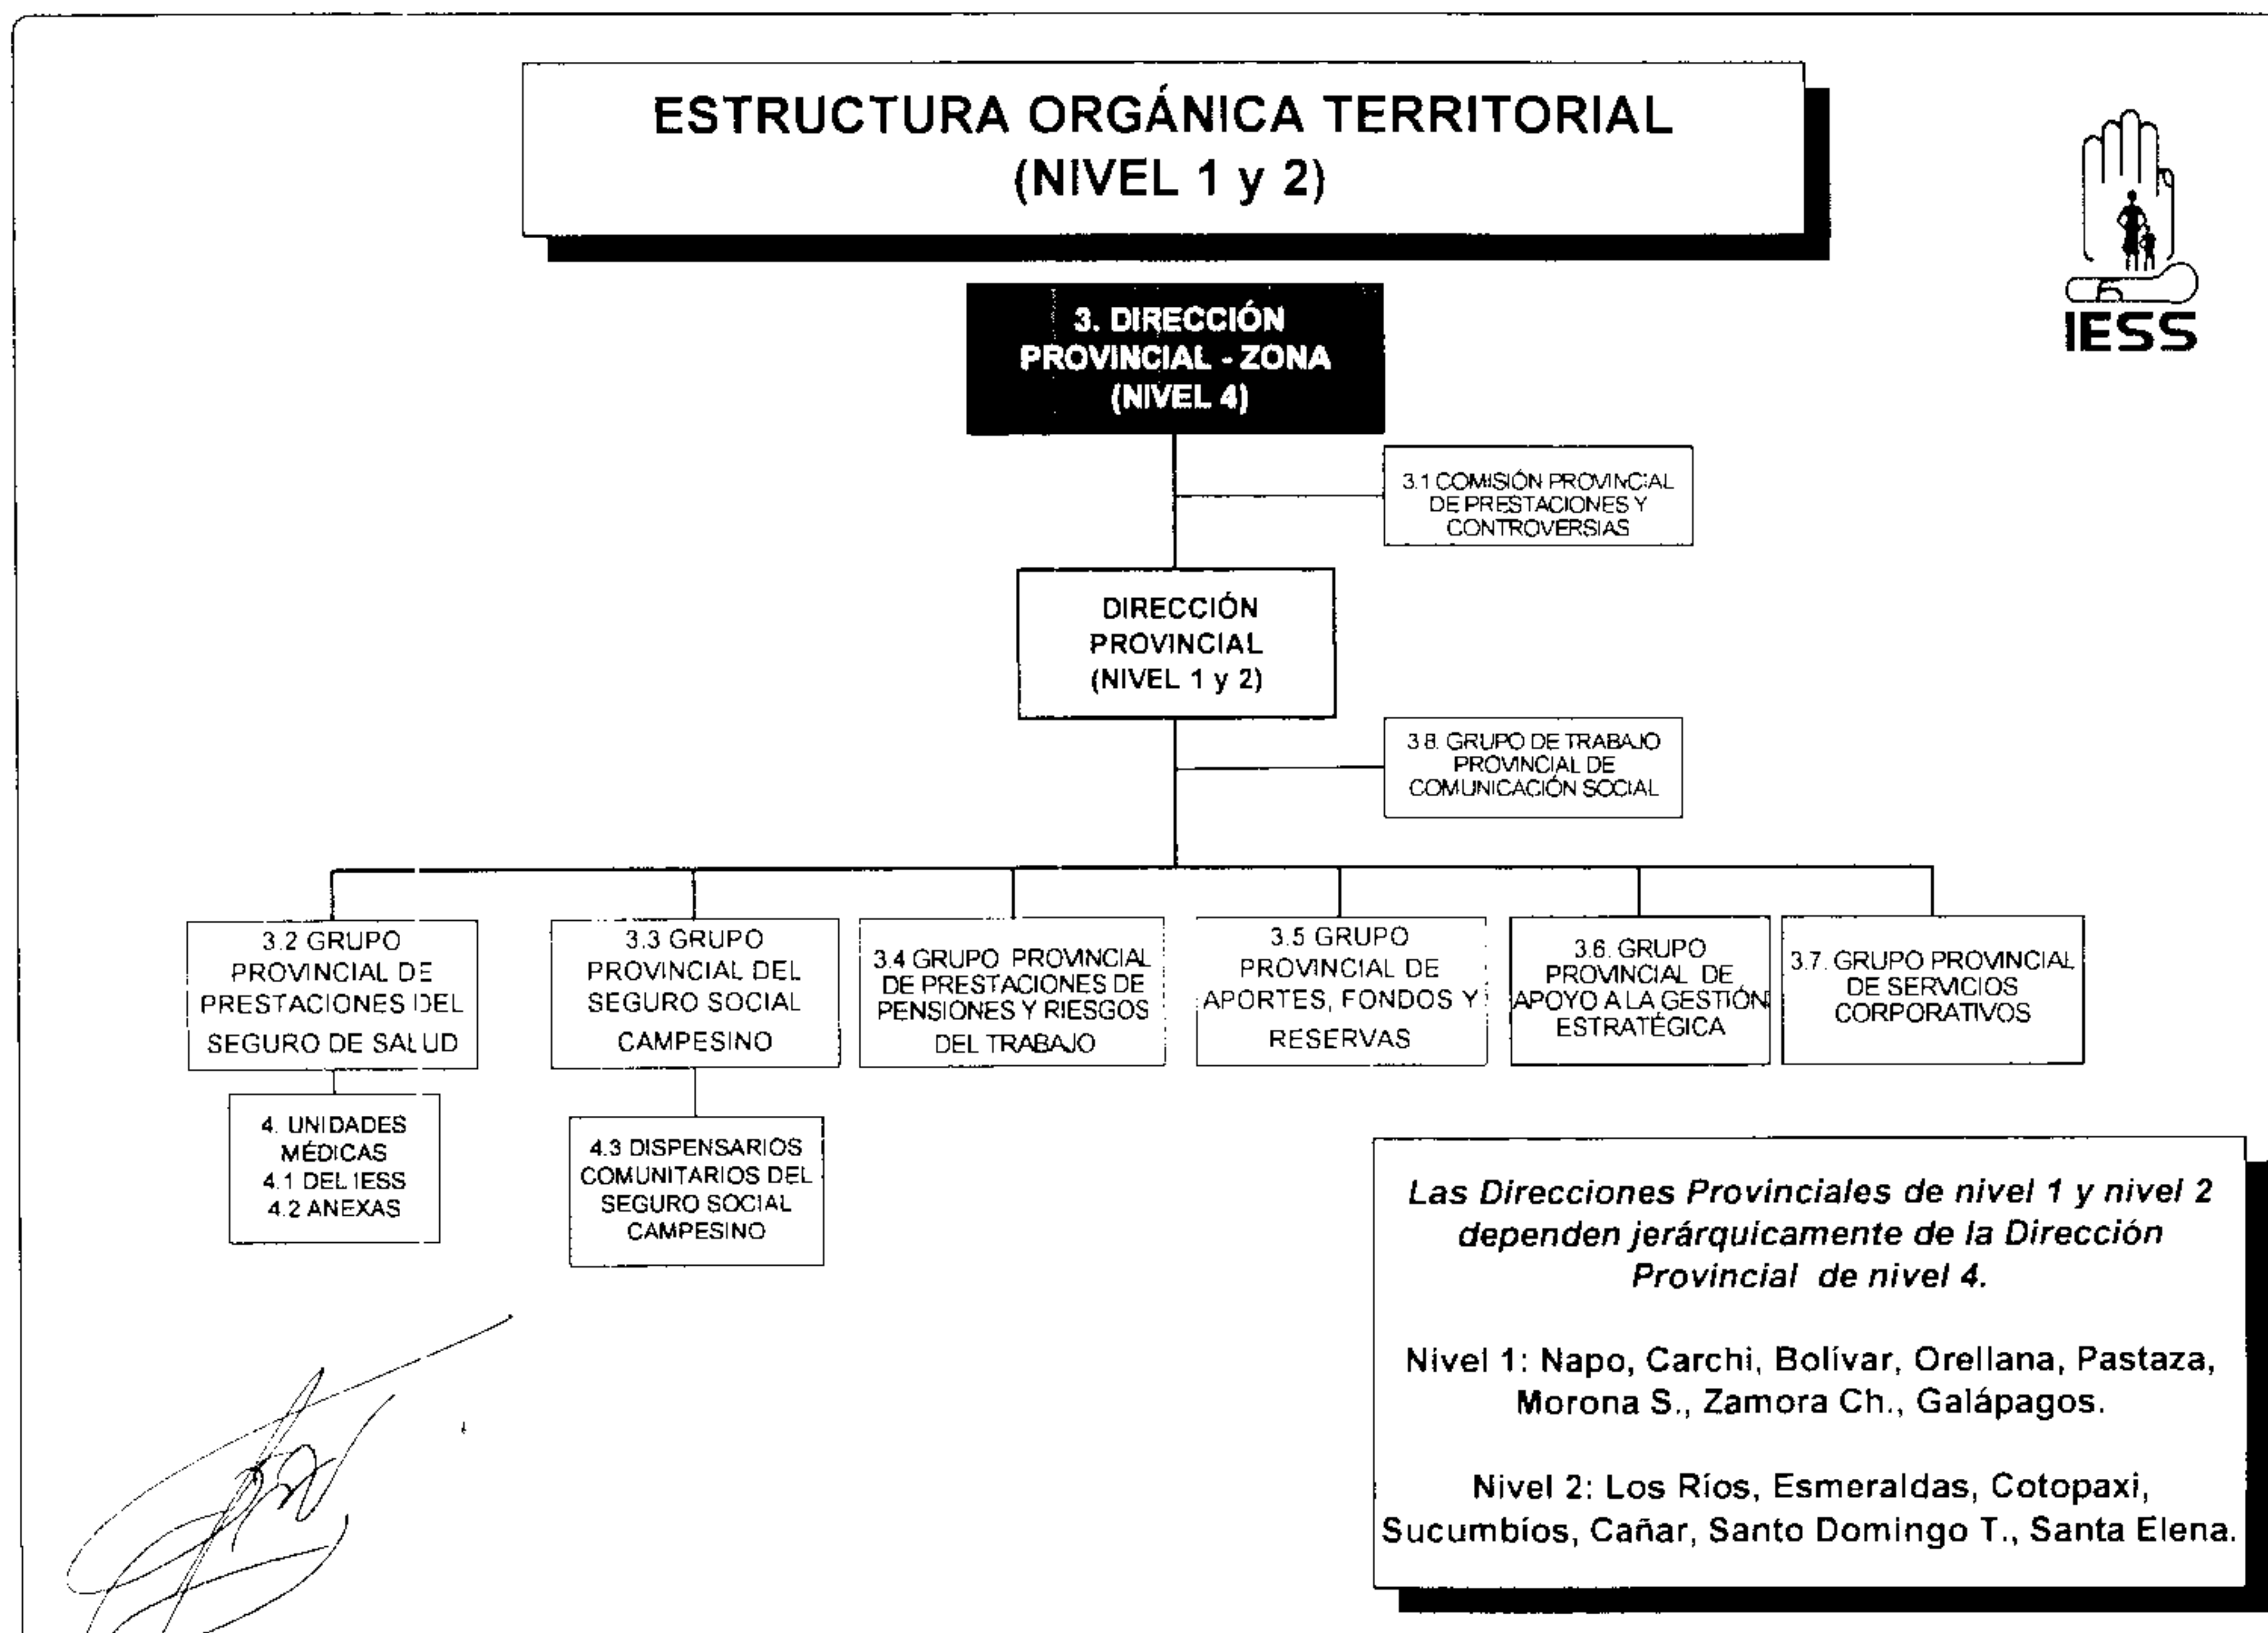 ESTRUCTURA ORGÁNICA TERRITORIAL
(NIVEL 1 y 2)
IESS
3. DIRECCIÓN
PROVINCIAL - ZONA
(NIVEL 4)
3.1 COMISIÓN PROVINCIAL
DE PRESTACIONES Y
CONTROVERSIAS
DIRECCIÓN
PROVINCIAL
(NIVEL 1 y 2)
3.8. GRUPO DE TRABAJO
PROVINCIAL DE
COMUNICACIÓN SOCIAL
3.2 GRUPO
PROVINCIAL DE
PRESTACIONES DEL
SEGURO DE SALUD
3.3 GRUPO
PROVINCIAL DEL
SEGURO SOCIAL
CAMPESINO
3.4 GRUPO PROVINCIAL
DE PRESTACIONES DE
PENSIONES Y RIESGOS
DEL TRABAJO
3.5 GRUPO
PROVINCIAL DE
APORTES, FONDOS Y
RESERVAS
3.6. GRUPO
PROVINCIAL DE
APOYO A LA GESTIÓN
ESTRATÉGICA
3.7. GRUPO PROVINCIAL
DE SERVICIOS
CORPORATIVOS
4. UNIDADES
MÉDICAS
4.1 DEL IESS
4.2 ANEXAS
4.3 DISPENSARIOS
COMUNITARIOS DEL
SEGURO SOCIAL
CAMPESINO
Las Direcciones Provinciales de nivel 1 y nivel 2
dependen jerárquicamente de la Dirección
Provincial de nivel 4.
Nivel 1: Napo, Carchi, Bolívar, Orellana, Pastaza,
Morona S., Zamora Ch., Galápagos.
Nivel 2: Los Ríos, Esmeraldas, Cotopaxi,
Sucumbíos, Cañar, Santo Domingo T., Santa Elena.